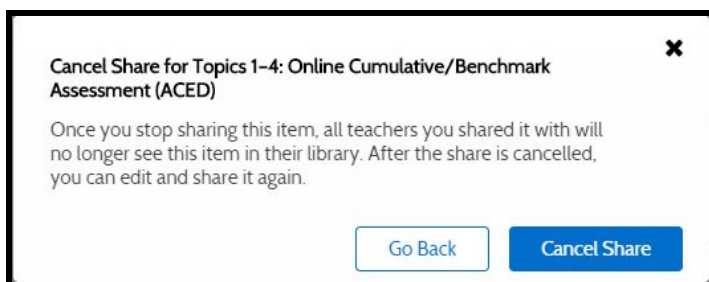 Cancel Share for Topics 1–4: Online Cumulative/Benchmark
Assessment (ACED)
Once you stop sharing this item, all teachers you shared it with will
no longer see this item in their library. After the share is cancelled,
you can edit and share it again.
Go Back
Cancel Share